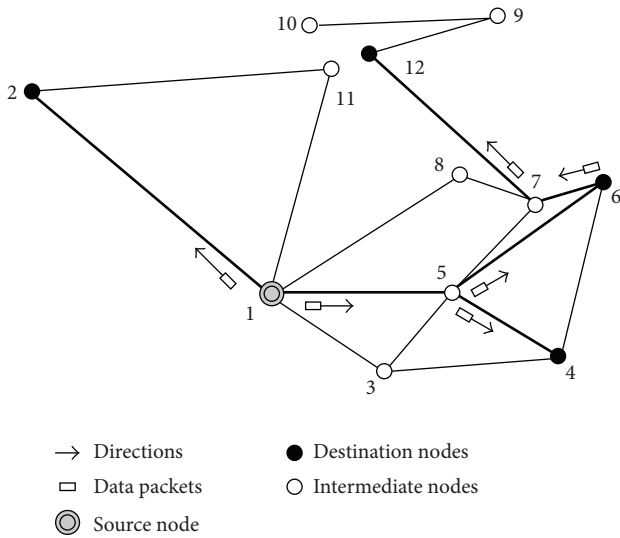 10
9
2
12
11
8
7
6
5
1
3
4
Directions
Destination nodes
Data packets
Intermediate nodes
Source node